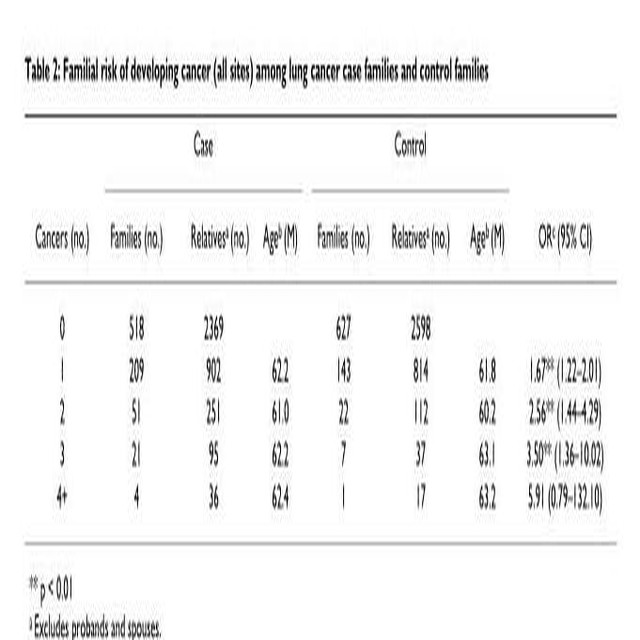 Table 2: Familial risk of developing cancer (all sites) among lung cancer case families and control families
Case Control
Cancers (no.) Families (no.) Relativesᵃ (no.) Ageᵇ (M) Families (no.) Relativesᵃ (no.) Ageᵇ (M) ORᶜ (95% CI)
0 518 2369 627 2598
1 209 902 62.2 143 814 61.8 1.67** (1.22–2.01)
2 51 251 61.0 22 112 60.2 2.56** (1.44–4.29)
3 21 95 62.2 7 37 63.1 3.50** (1.36–10.02)
4+ 4 36 62.4 1 17 63.2 5.91 (0.79–132.10)
** p < 0.01
ᵃ Excludes probands and spouses.